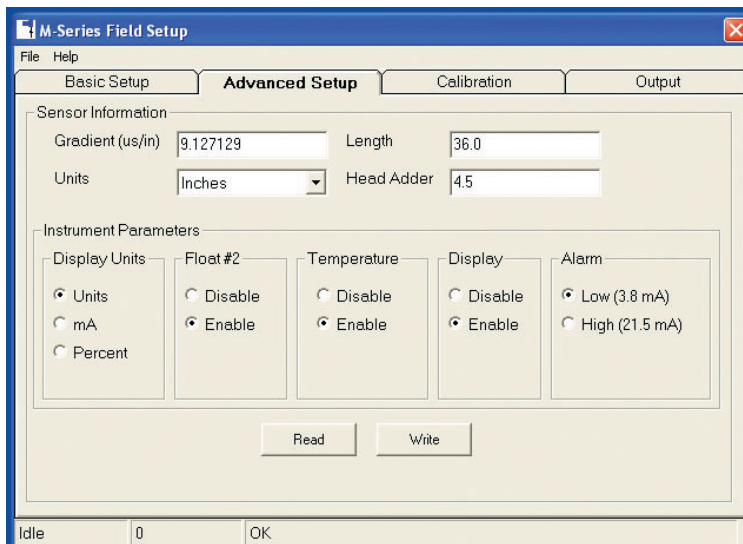 M-Series Field Setup
File Help
Basic Setup Advanced Setup Calibration Output
Sensor Information
Gradient (us/in) 9.127129 Length 36.0
Units Inches Head Adder 4.5
Instrument Parameters
Display Units Float #2 Temperature Display Alarm
Units Disable Disable Disable Low (3.8 mA)
mA Enable Enable Enable High (21.5 mA)
Percent
Read Write
Idle 0 OK